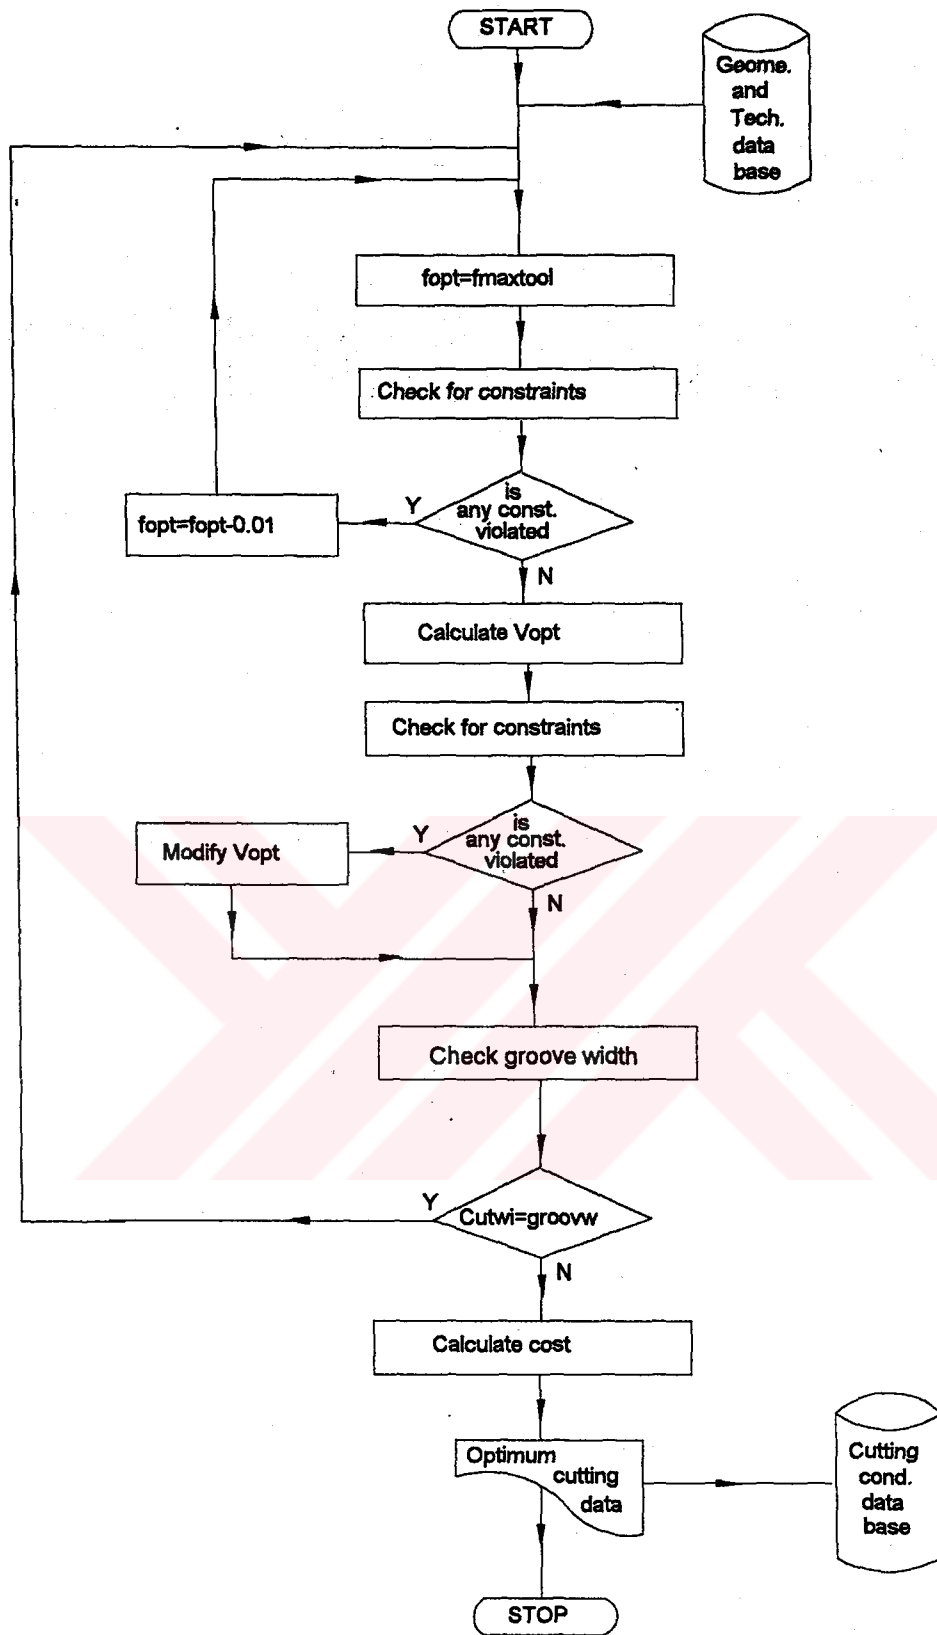 START
Geome.
and
Tech.
data
base
fopt=fmaxtool
Check for constraints
is
any const.
violated
Y
fopt=fopt-0.01
N
Calculate Vopt
Check for constraints
is
any const.
violated
Y
Modify Vopt
N
Check groove width
Y
Cutwi=groovw
N
Calculate cost
Optimum
cutting
data
Cutting
cond.
data
base
STOP